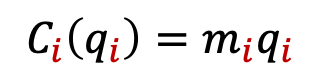 Cᵢ(qᵢ) = mᵢqᵢ